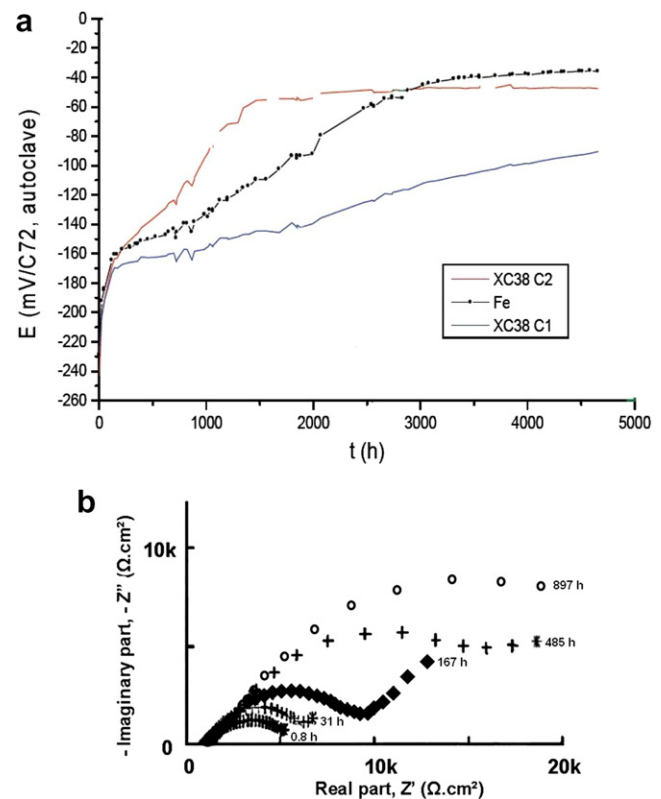 a
0
-20
-40
-60
-80
-100
-120
-140
-160
-180
-200
-220
-240
-260
E (mV/C72, autoclave)
XC38 C2
Fe
XC38 C1
0 1000 2000 3000 4000 5000
t (h)
b
- Imaginary part, - Z" (Ω.cm²)
10k
0
897 h
485 h
167 h
31 h
0.8 h
0 10k 20k
Real part, Z' (Ω.cm²)